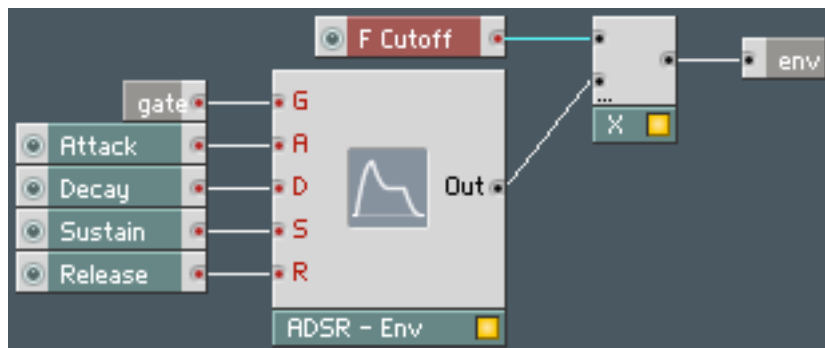 F Cutoff
env
gate
G
Attack
A
X
Decay
D
Out
Sustain
S
Release
R
ADSR - Env
...